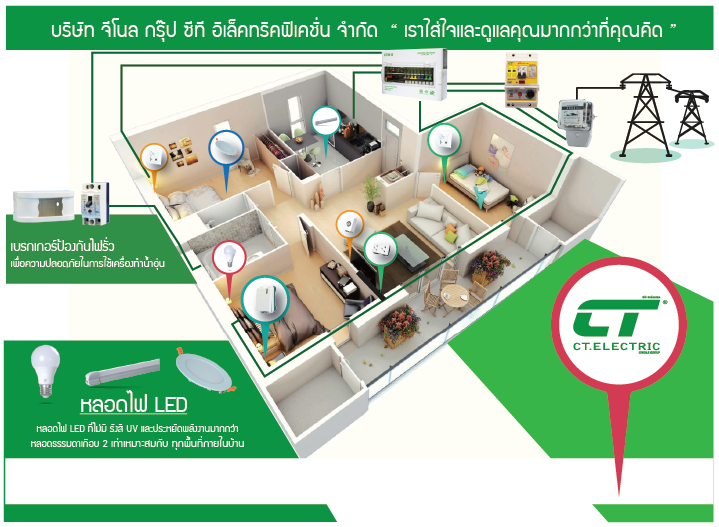 บริษัท จีโนล กรุ๊ป ซีที อิเล็คทริคฟิเคชั่น จำกัด “ เราใส่ใจและดูแลคุณมากกว่าที่คุณคิด ”
เบรกเกอร์ป้องกันไฟรั่ว
เพื่อความปลอดภัยในการใช้เครื่องทำน้ำอุ่น
CT
®
CT.ELECTRIC
หลอดไฟ LED
หลอดไฟ LED ที่ไม่มี รังสี UV และประหยัดพลังงานมากกว่า
หลอดธรรมดาเกือบ 2 เท่าเหมาะสมกับ ทุกพื้นที่ภายในบ้าน